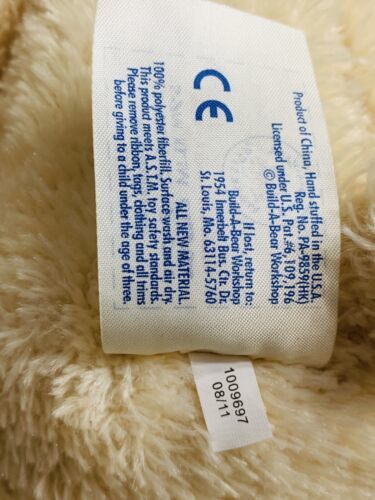 Product of China. Hand stuffed in the U.S.A.
Reg. No. PA-9859(HK)
Licensed under U.S. Pat #6,109,196
© Build-A-Bear Workshop
If lost, return to:
Build-A-Bear Workshop
1954 Innerbelt Bus. Ctr. Dr.
St. Louis, Mo. 63114-5760
CE
ALL NEW MATERIAL
100% polyester fiberfill. Surface wash and air dry.
This product meets A.S.T.M. toy safety standards.
Please remove ribbon, tags, clothing and all trims
before giving to a child under the age of three.
1009697
08/11